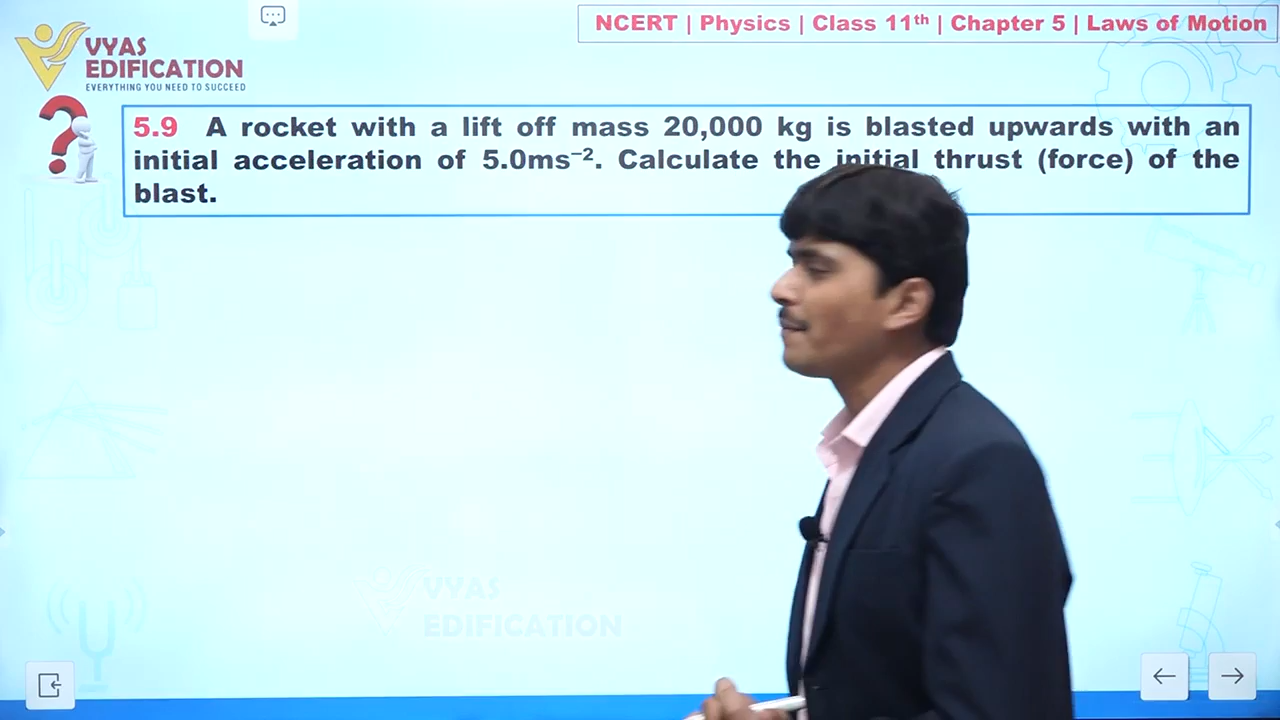 NCERT | Physics | Class 11ᵗʰ | Chapter 5 | Laws of Motion
VYAS
EDIFICATION
EVERYTHING YOU NEED TO SUCCEED
5.9 A rocket with a lift off mass 20,000 kg is blasted upwards with an
initial acceleration of 5.0ms⁻². Calculate the initial thrust (force) of the
blast.
VYAS
EDIFICATION